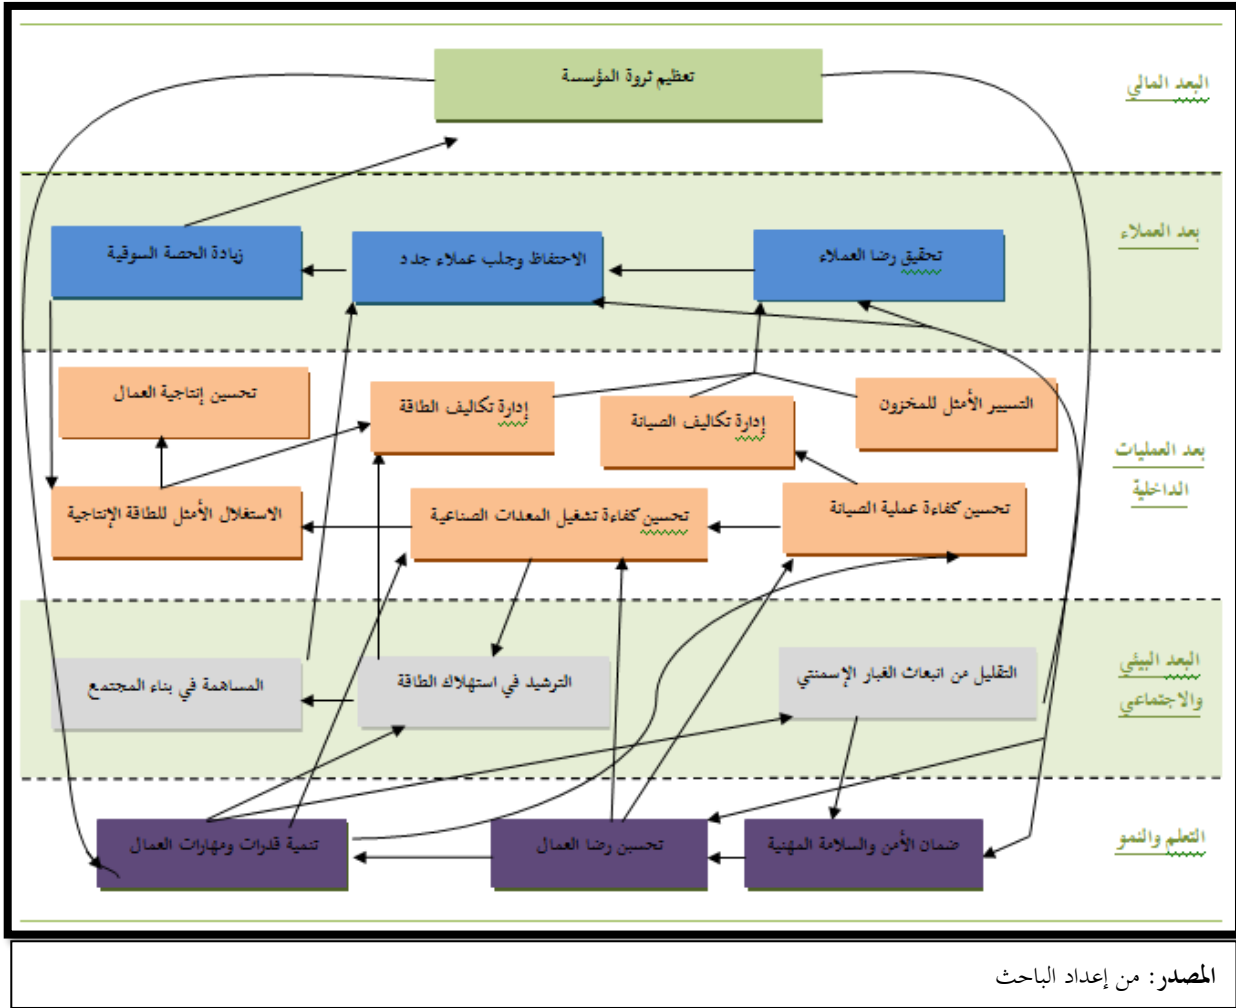 البعد المالي
تعظيم ثروة المؤسسة
بعد العملاء
تحقيق رضا العملاء
الاحتفاظ وجلب عملاء جدد
زيادة الحصة السوقية
بعد العمليات
الداخلية
التسيير الأمثل للمخزون
إدارة تكاليف الصيانة
إدارة تكاليف الطاقة
تحسين إنتاجية العمال
تحسين كفاءة عملية الصيانة
تحسين كفاءة تشغيل المعدات الصناعية
الاستغلال الأمثل للطاقة الإنتاجية
البعد البيئي
والاجتماعي
التقليل من انبعاث الغبار الإسمنتي
الترشيد في استهلاك الطاقة
المساهمة في بناء المجتمع
التعلم والنمو
ضمان الأمن والسلامة المهنية
تحسين رضا العمال
تنمية قدرات ومهارات العمال
المصدر: من إعداد الباحث